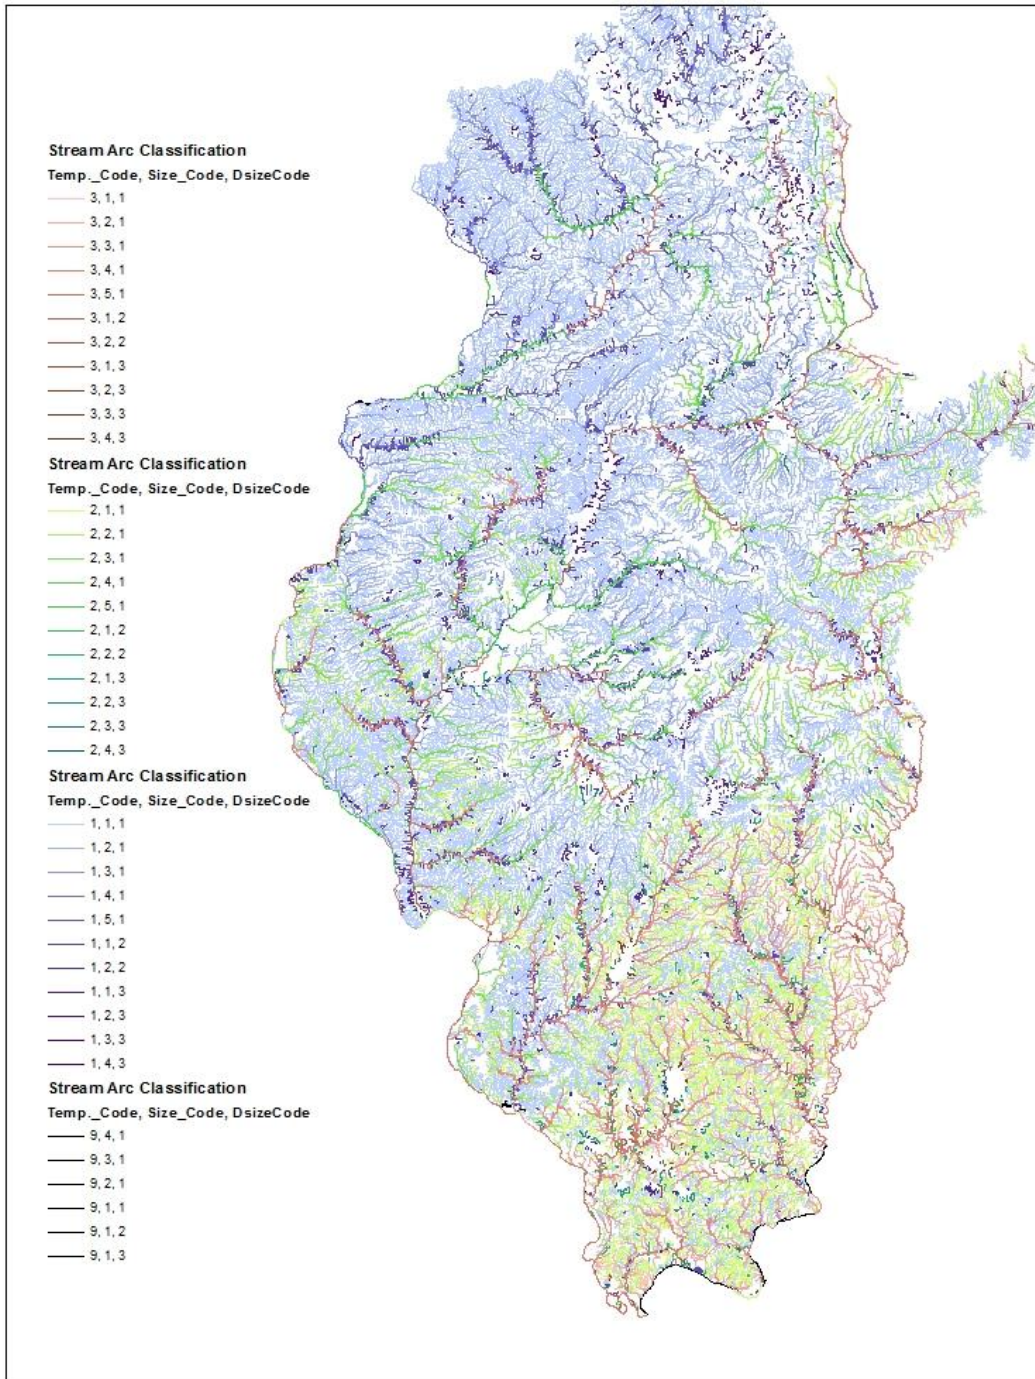 Stream Arc Classification
Temp._Code, Size_Code, DsizeCode
3, 1, 1
3, 2, 1
3, 3, 1
3, 4, 1
3, 5, 1
3, 1, 2
3, 2, 2
3, 1, 3
3, 2, 3
3, 3, 3
3, 4, 3
Stream Arc Classification
Temp._Code, Size_Code, DsizeCode
2, 1, 1
2, 2, 1
2, 3, 1
2, 4, 1
2, 5, 1
2, 1, 2
2, 2, 2
2, 1, 3
2, 2, 3
2, 3, 3
2, 4, 3
Stream Arc Classification
Temp._Code, Size_Code, DsizeCode
1, 1, 1
1, 2, 1
1, 3, 1
1, 4, 1
1, 5, 1
1, 1, 2
1, 2, 2
1, 1, 3
1, 2, 3
1, 3, 3
1, 4, 3
Stream Arc Classification
Temp._Code, Size_Code, DsizeCode
9, 4, 1
9, 3, 1
9, 2, 1
9, 1, 1
9, 1, 2
9, 1, 3